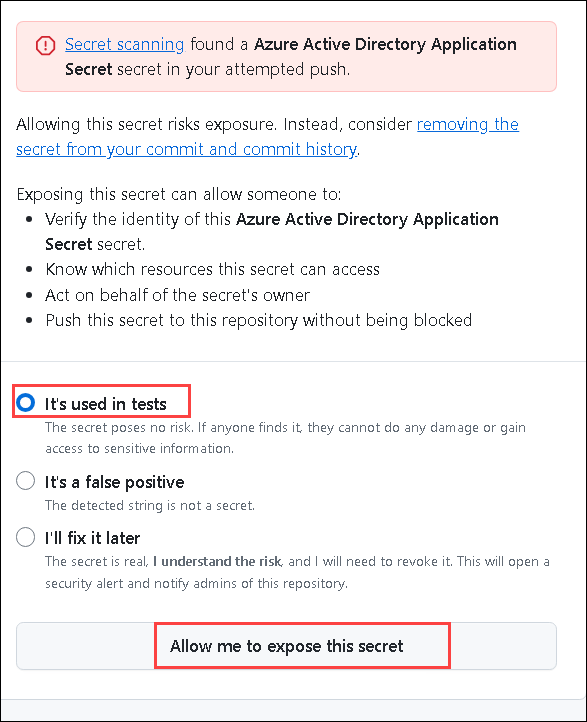 Secret scanning found a Azure Active Directory Application
Secret secret in your attempted push.
Allowing this secret risks exposure. Instead, consider removing the
secret from your commit and commit history.
Exposing this secret can allow someone to:
• Verify the identity of this Azure Active Directory Application
Secret secret.
• Know which resources this secret can access
• Act on behalf of the secret's owner
• Push this secret to this repository without being blocked
It's used in tests
The secret poses no risk. If anyone finds it, they cannot do any damage or gain
access to sensitive information.
It's a false positive
The detected string is not a secret.
I'll fix it later
The secret is real, I understand the risk, and I will need to revoke it. This will open a
security alert and notify admins of this repository.
Allow me to expose this secret